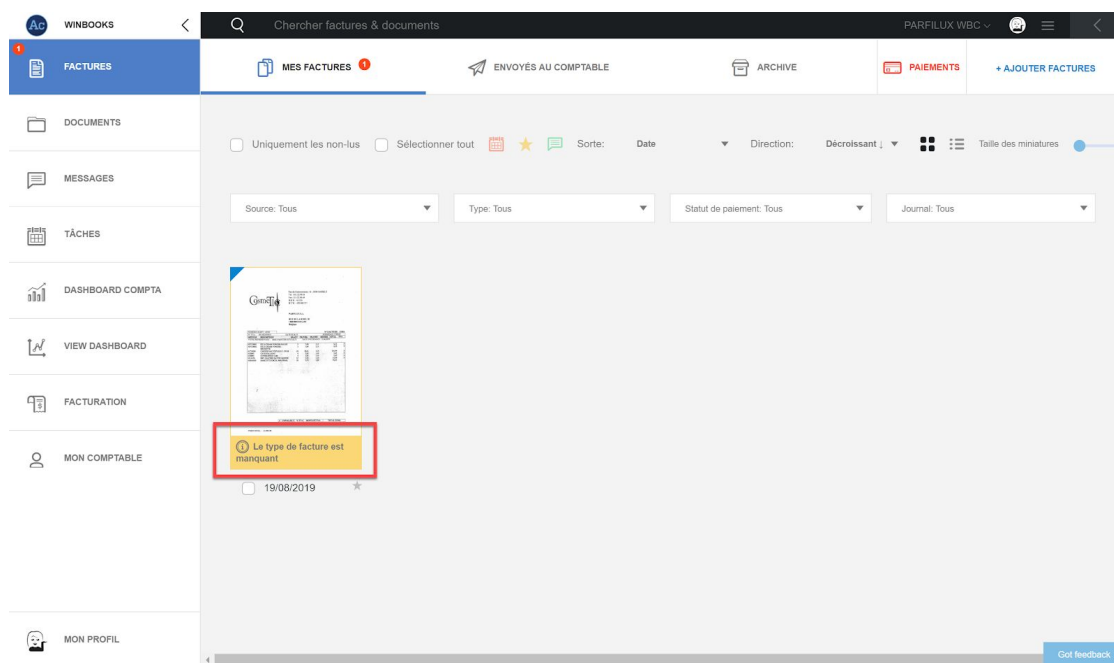 Ac WINBOOKS
Chercher factures & documents
PARFILUX WBC
1
FACTURES
MES FACTURES 1
ENVOYÉS AU COMPTABLE
ARCHIVE
PAIEMENTS
+ AJOUTER FACTURES
DOCUMENTS
MESSAGES
TÂCHES
DASHBOARD COMPTA
VIEW DASHBOARD
FACTURATION
MON COMPTABLE
MON PROFIL
Uniquement les non-lus
Sélectionner tout
Sorte: Date
Direction: Décroissant ↓
Taille des miniatures
Source: Tous
Type: Tous
Statut de paiement: Tous
Journal: Tous
Le type de facture est
manquant
19/08/2019
Got feedback